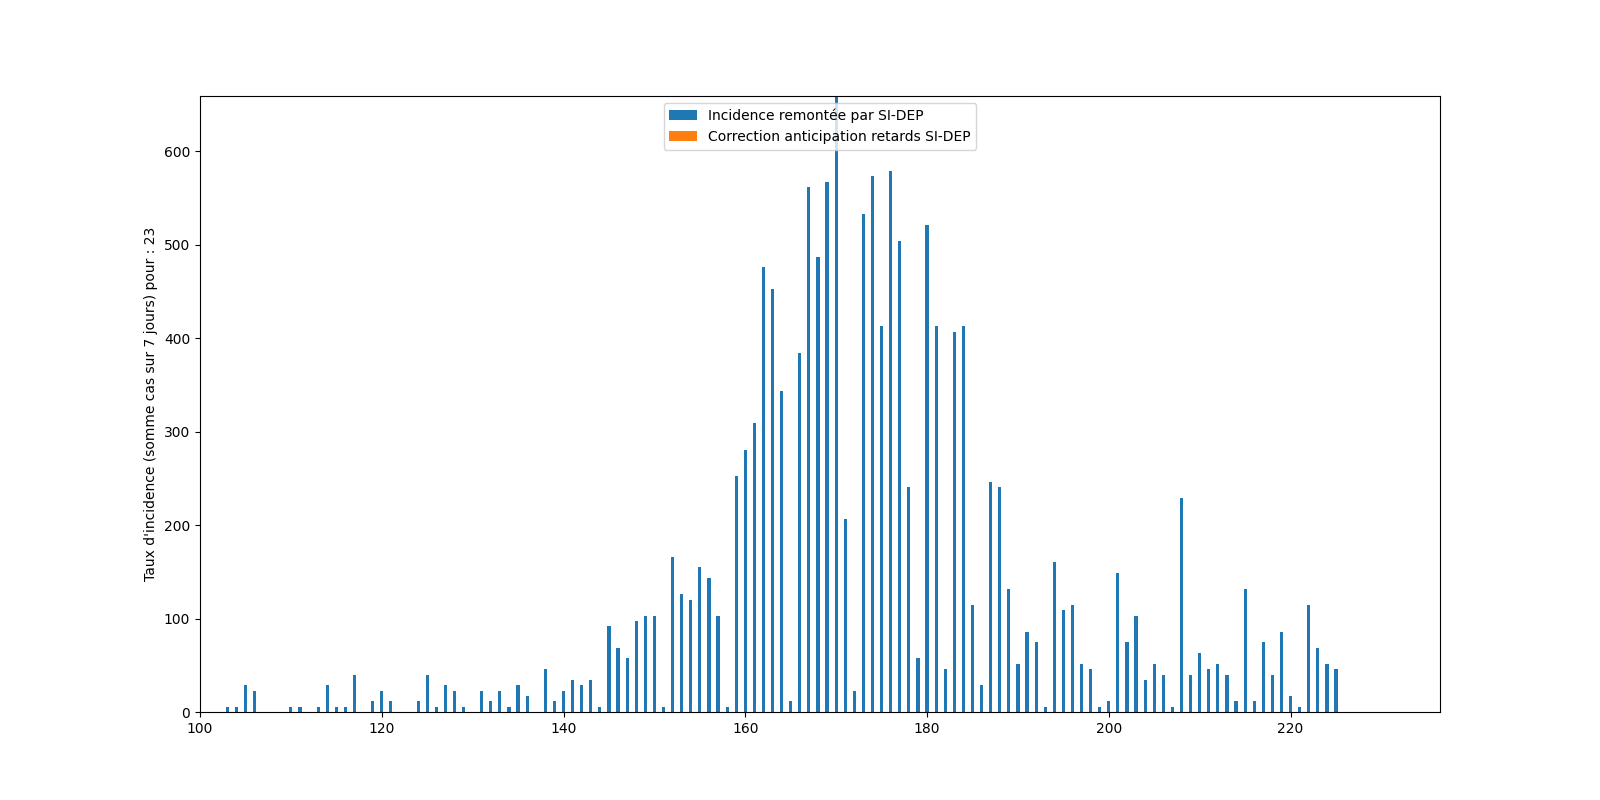 Incidence remontée par SI-DEP
Correction anticipation retards SI-DEP
Taux d'incidence (somme cas sur 7 jours) pour : 23
600
500
400
300
200
100
0
100 120 140 160 180 200 220